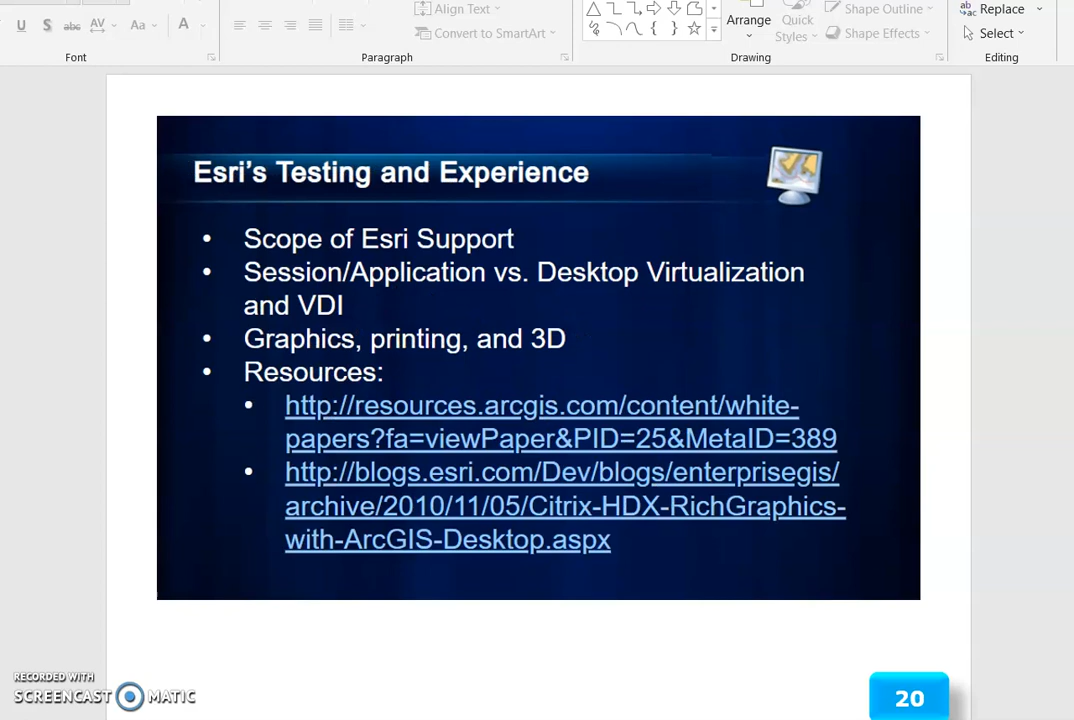 Align Text
Replace
U S abc AV Aa A
Arrange
Quick
Styles
Shape Outline
Convert to SmartArt
Shape Effects
Select
Font
Paragraph
Drawing
Editing
Esri's Testing and Experience
• Scope of Esri Support
• Session/Application vs. Desktop Virtualization
and VDI
• Graphics, printing, and 3D
• Resources:
• http://resources.arcgis.com/content/white-
papers?fa=viewPaper&PID=25&MetaID=389
• http://blogs.esri.com/Dev/blogs/enterprisegis/
archive/2010/11/05/Citrix-HDX-RichGraphics-
with-ArcGIS-Desktop.aspx
RECORDED WITH
SCREENCAST MATIC
20